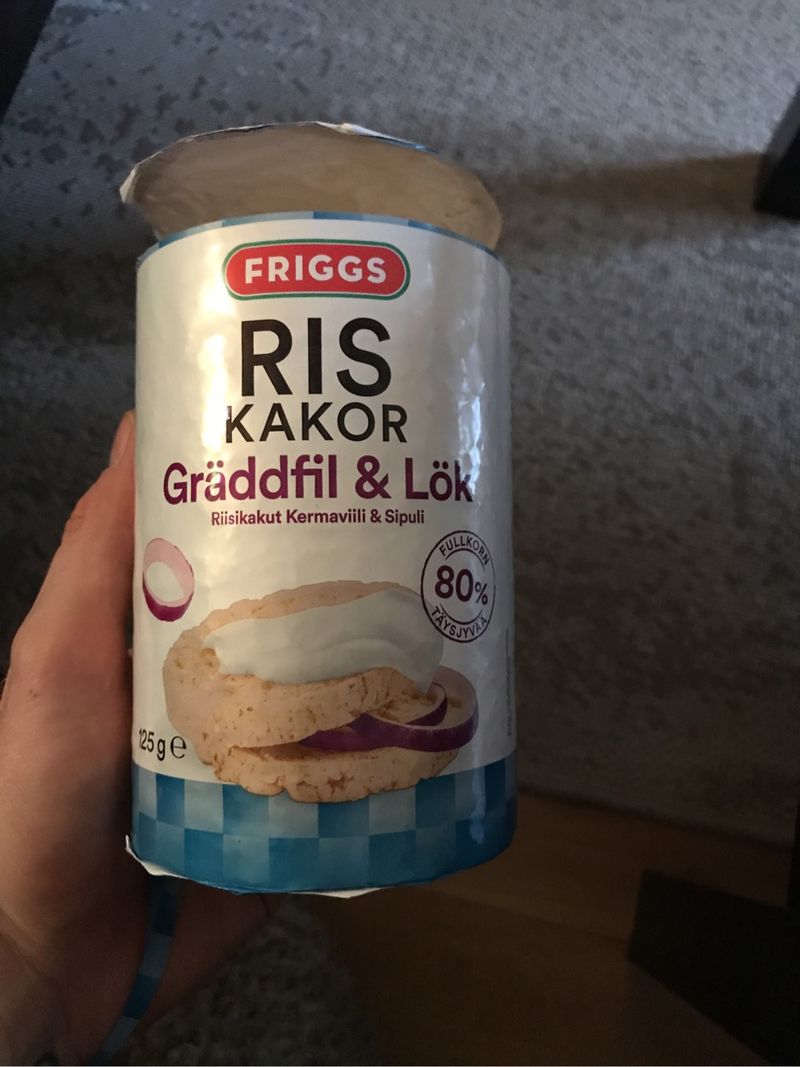 FRIGGS
RIS
KAKOR
Gräddfil & Lök
Riisikakut Kermaviili & Sipuli
FULLKORN
80%
TÄYSJYVÄÄ
125 g e